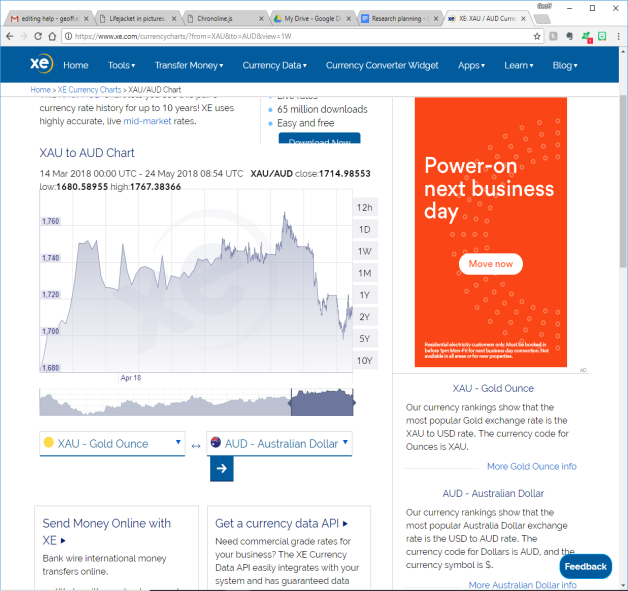 Geoff
editing help - geoff.e
Lifejacket in pictures
Chronoline.js
My Drive - Google D
Research planning - G
XE: XAU / AUD Curre
https://www.xe.com/currencycharts/?from=XAU&to=AUD&view=1W
xe
Home
Tools
Transfer Money
Currency Data
Currency Converter Widget
Apps
Learn
Blog
Home > XE Currency Charts > XAU/AUD Chart
currency rate history for up to 10 years! XE uses
highly accurate, live mid-market rates.
Live rates
65 million downloads
Easy and free
Download Now
XAU to AUD Chart
14 Mar 2018 00:00 UTC - 24 May 2018 08:54 UTC XAU/AUD close:1714.98553
low:1680.58955 high:1767.38366
1,760
1,740
1,720
1,700
1,680
Apr 18
xe
12h
1D
1W
1M
1Y
2Y
5Y
10Y
XAU - Gold Ounce
AUD - Australian Dollar
Send Money Online with
XE
Bank wire international money
transfers online.
Get a currency data API
Need commercial grade rates for
your business? The XE Currency
Data API easily integrates with your
system and has guaranteed data
Power-on
next business
day
Move now
Residential electricity customers only. Must be booked in
before 1pm Mon-Fri for next business day connection. Not
available in all areas or for new properties.
AD
XAU - Gold Ounce
Our currency rankings show that the
most popular Gold exchange rate is the
XAU to USD rate. The currency code for
Ounces is XAU.
More Gold Ounce info
AUD - Australian Dollar
Our currency rankings show that the
most popular Australia Dollar exchange
rate is the USD to AUD rate. The
currency code for Dollars is AUD, and the
currency symbol is $.
More Australian Dollar info
Feedback